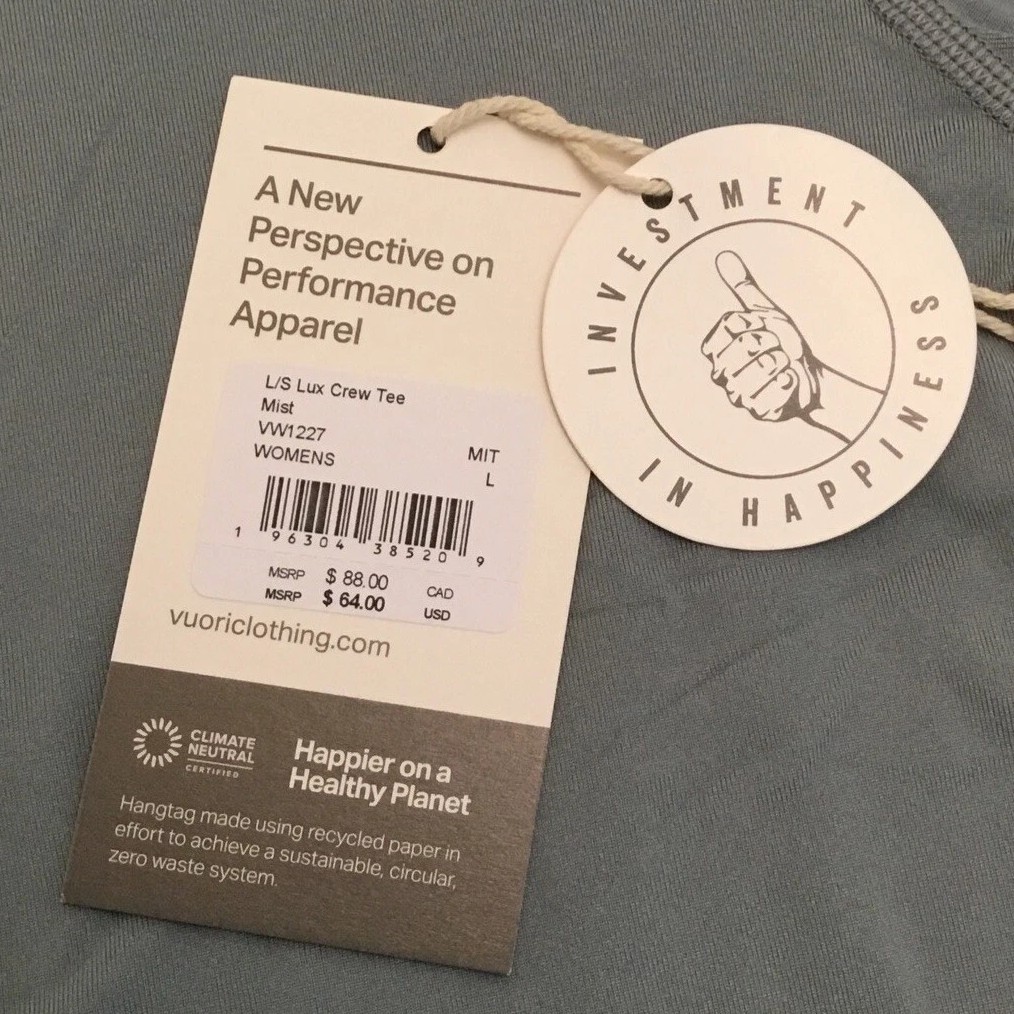 A New
Perspective on
Performance
Apparel
L/S Lux Crew Tee
Mist
VW1227
WOMENS MIT
L
1 96304 38520 9
MSRP $ 88.00 CAD
MSRP $ 64.00 USD
vuoriclothing.com
CLIMATE
NEUTRAL
CERTIFIED
Happier on a
Healthy Planet
Hangtag made using recycled paper in
effort to achieve a sustainable, circular,
zero waste system.
INVESTMENT
IN HAPPINESS